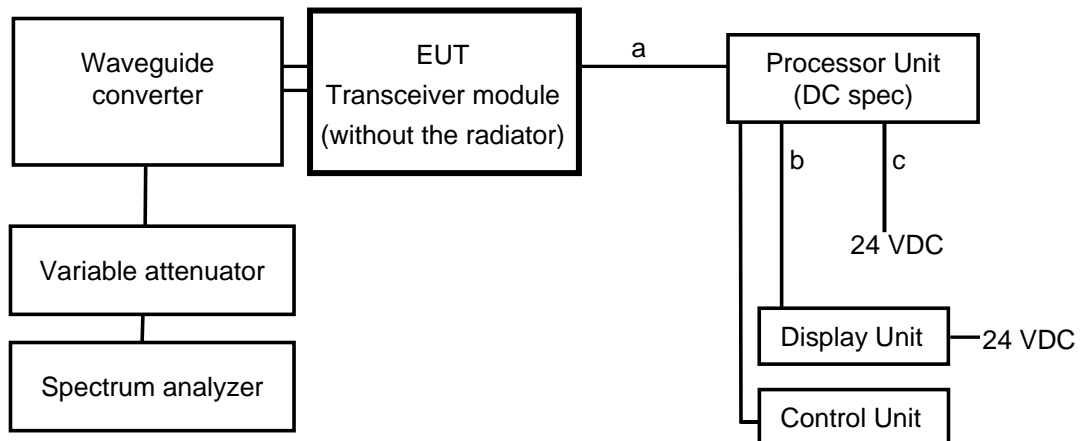 Waveguide
converter
EUT
Transceiver module
(without the radiator)
a
Processor Unit
(DC spec)
b
c
24 VDC
Variable attenuator
Display Unit
24 VDC
Spectrum analyzer
Control Unit